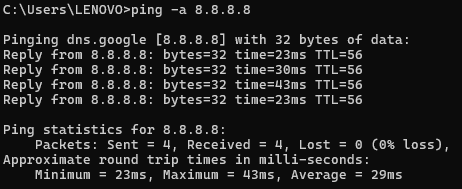 C:\Users\LENOVO>ping -a 8.8.8.8
Pinging dns.google [8.8.8.8] with 32 bytes of data:
Reply from 8.8.8.8: bytes=32 time=23ms TTL=56
Reply from 8.8.8.8: bytes=32 time=30ms TTL=56
Reply from 8.8.8.8: bytes=32 time=43ms TTL=56
Reply from 8.8.8.8: bytes=32 time=23ms TTL=56
Ping statistics for 8.8.8.8:
    Packets: Sent = 4, Received = 4, Lost = 0 (0% loss),
Approximate round trip times in milli-seconds:
    Minimum = 23ms, Maximum = 43ms, Average = 29ms